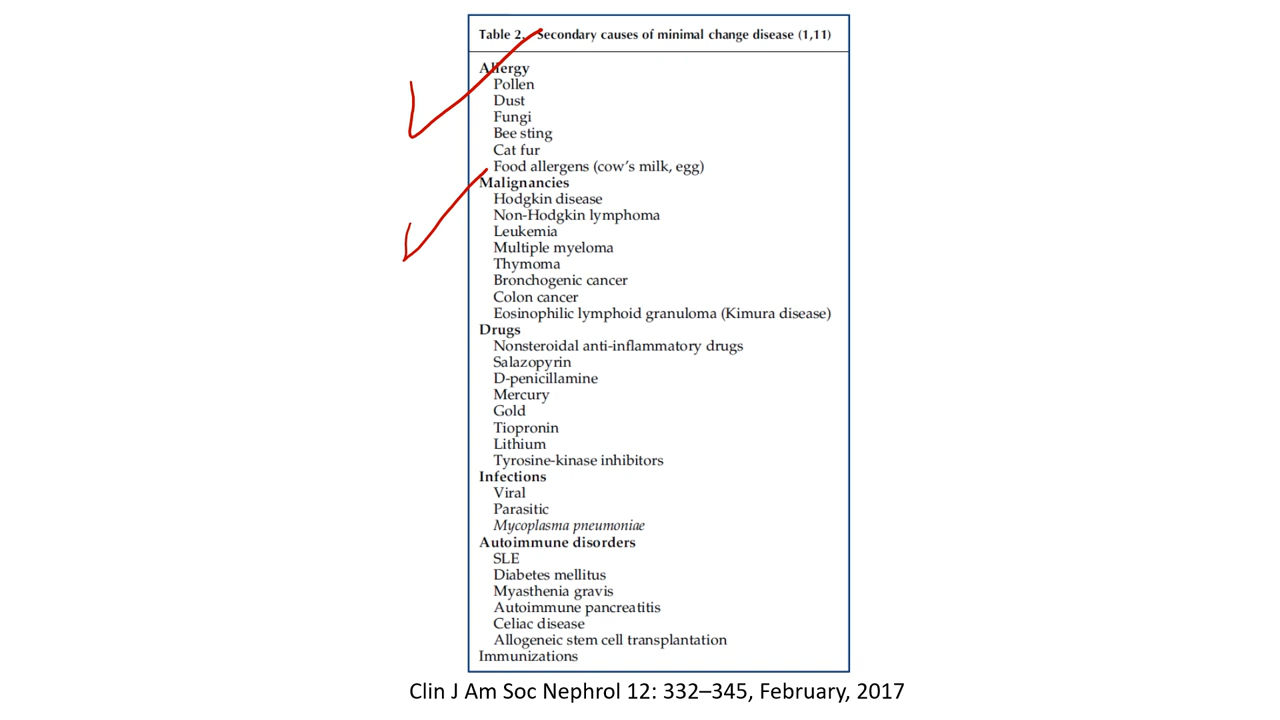 Table 2. Secondary causes of minimal change disease (1,11)
Allergy
Pollen
Dust
Fungi
Bee sting
Cat fur
Food allergens (cow's milk, egg)
Malignancies
Hodgkin disease
Non-Hodgkin lymphoma
Leukemia
Multiple myeloma
Thymoma
Bronchogenic cancer
Colon cancer
Eosinophilic lymphoid granuloma (Kimura disease)
Drugs
Nonsteroidal anti-inflammatory drugs
Salazopyrin
D-penicillamine
Mercury
Gold
Tiopronin
Lithium
Tyrosine-kinase inhibitors
Infections
Viral
Parasitic
Mycoplasma pneumoniae
Autoimmune disorders
SLE
Diabetes mellitus
Myasthenia gravis
Autoimmune pancreatitis
Celiac disease
Allogeneic stem cell transplantation
Immunizations
Clin J Am Soc Nephrol 12: 332–345, February, 2017